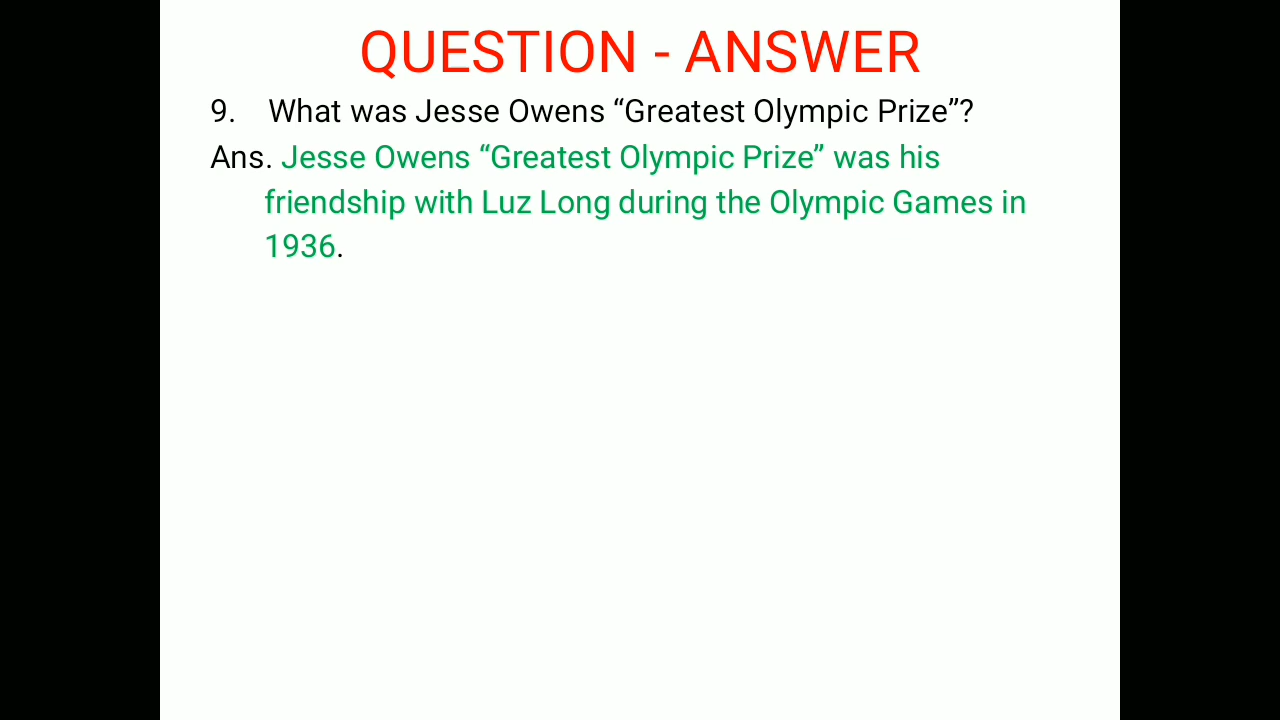 QUESTION - ANSWER
9. What was Jesse Owens “Greatest Olympic Prize”?
Ans. Jesse Owens “Greatest Olympic Prize” was his
friendship with Luz Long during the Olympic Games in
1936.